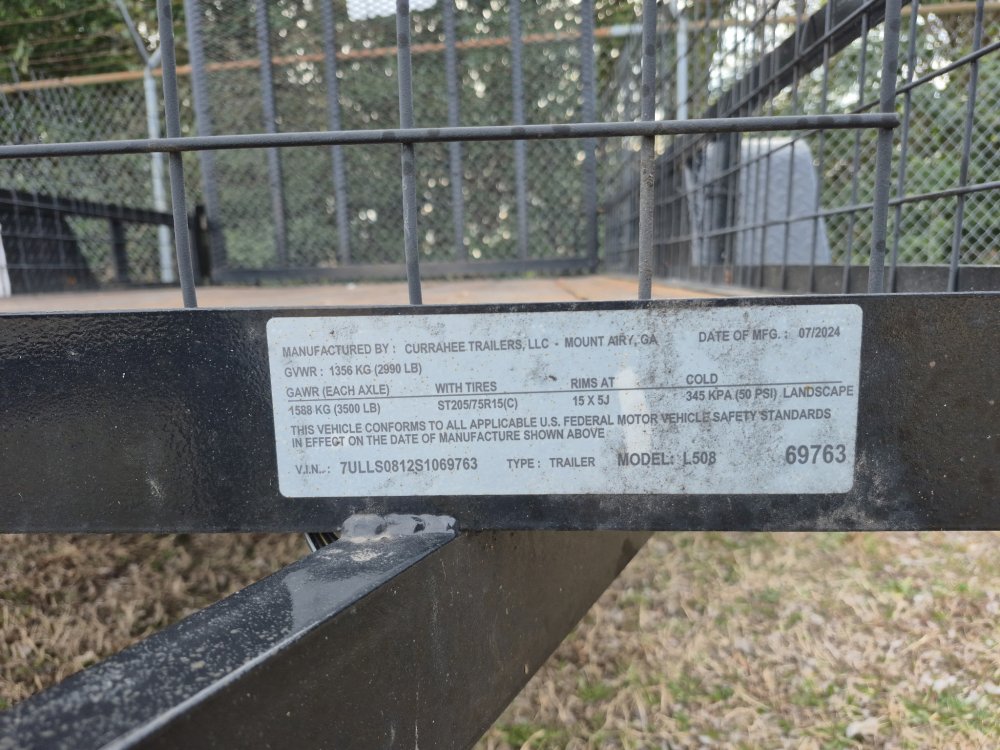 MANUFACTURED BY : CURRAHEE TRAILERS, LLC - MOUNT AIRY, GA DATE OF MFG. : 07/2024
GVWR : 1356 KG (2990 LB)
GAWR (EACH AXLE) WITH TIRES RIMS AT COLD
1588 KG (3500 LB) ST205/75R15(C) 15 X 5J 345 KPA (50 PSI) LANDSCAPE
THIS VEHICLE CONFORMS TO ALL APPLICABLE U.S. FEDERAL MOTOR VEHICLE SAFETY STANDARDS
IN EFFECT ON THE DATE OF MANUFACTURE SHOWN ABOVE
V.I.N.: 7ULLS0812S1069763 TYPE : TRAILER MODEL: L508 69763